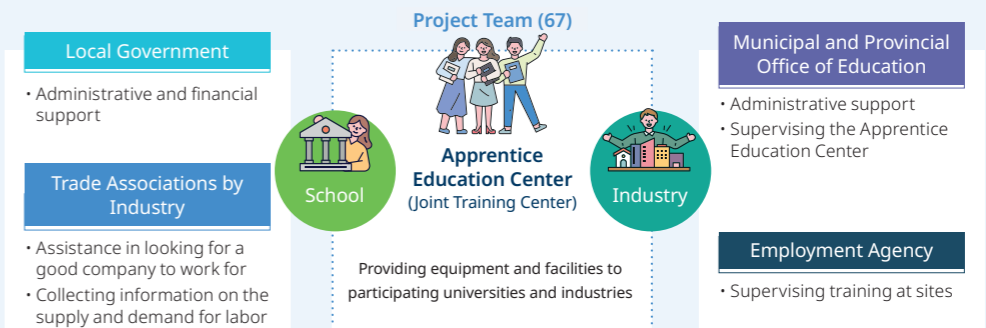 Local Government
• Administrative and financial
support
Trade Associations by
Industry
• Assistance in looking for a
good company to work for
• Collecting information on the
supply and demand for labor
Project Team (67)
School
Apprentice
Education Center
(Joint Training Center)
Industry
Providing equipment and facilities to
participating universities and industries
Municipal and Provincial
Office of Education
• Administrative support
• Supervising the Apprentice
Education Center
Employment Agency
• Supervising training at sites